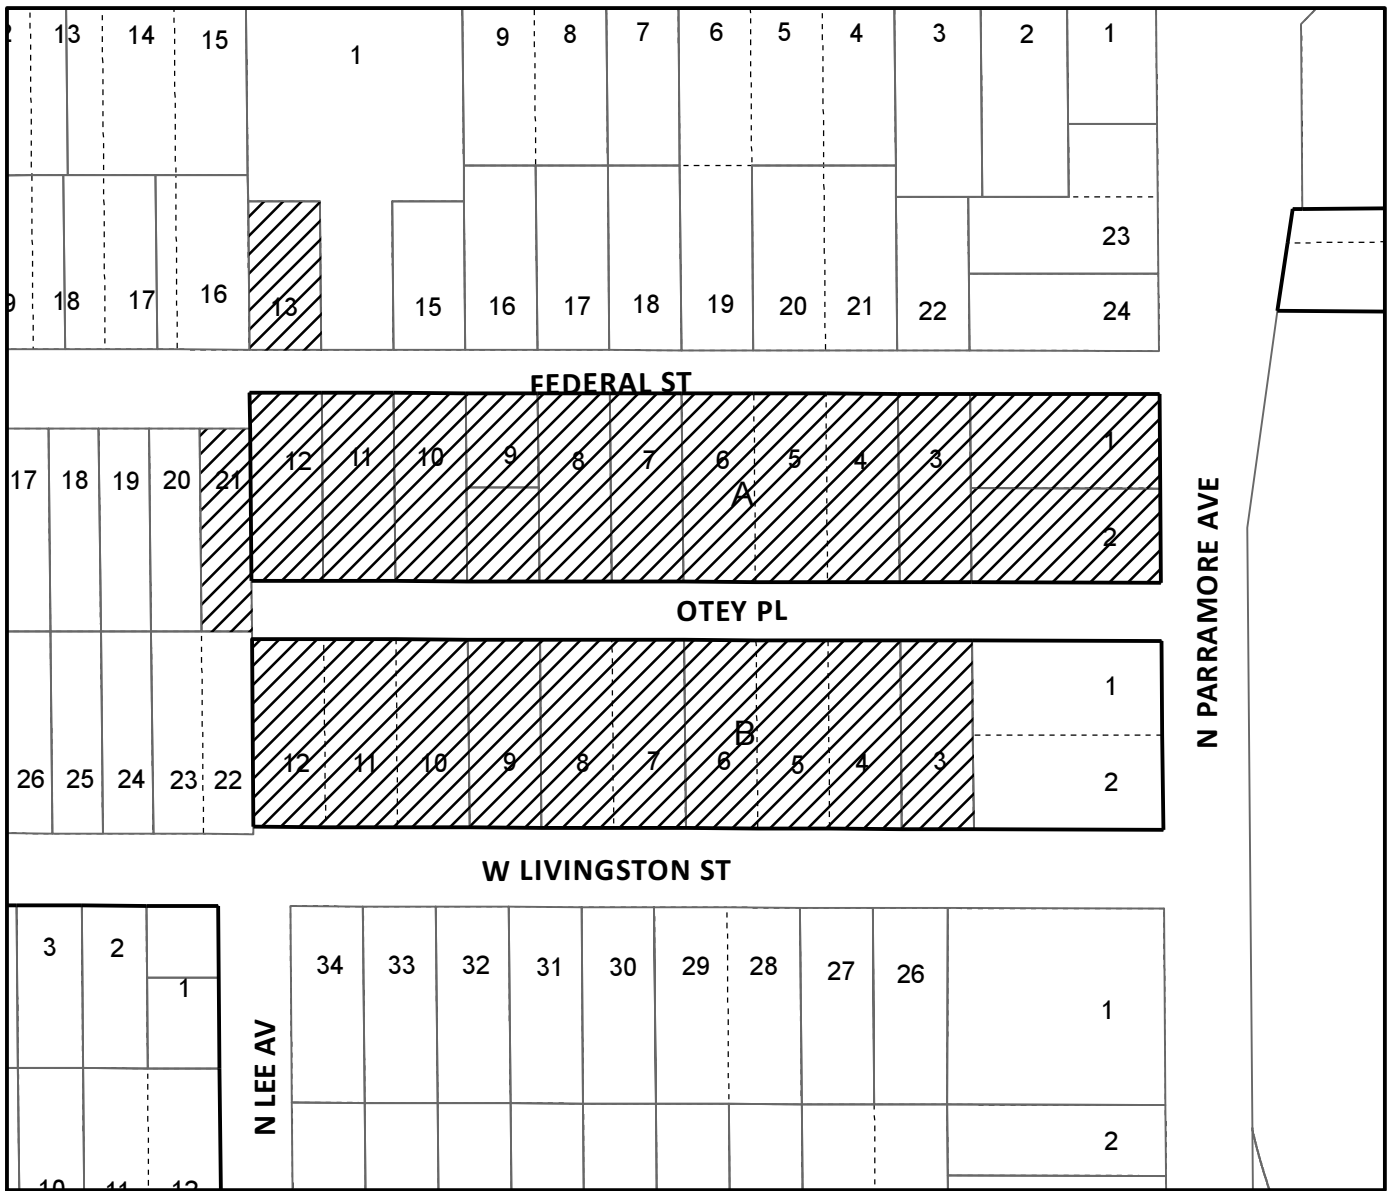 13 14 15 1 9 8 7 6 5 4 3 2 1
23
18 17 16 13 15 16 17 18 19 20 21 22 24
FEDERAL ST
12 11 10 9 8 7 6 5 4 3 1
17 18 19 20 21
A
2
OTEY PL
N PARRAMORE AVE
1
B
26 25 24 23 22 12 11 10 9 8 7 6 5 4 3 2
W LIVINGSTON ST
3 2 34 33 32 31 30 29 28 27 26
1 1
N LEE AV
2
10 11 12